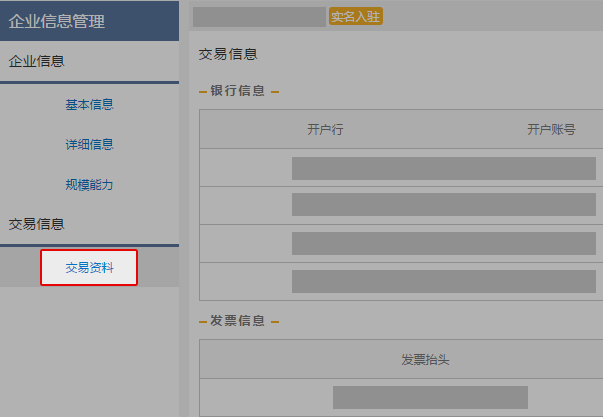 企业信息管理
企业信息
基本信息
详细信息
规模能力
交易信息
交易资料
实名入驻
交易信息
银行信息
开户行 开户账号
发票信息
发票抬头